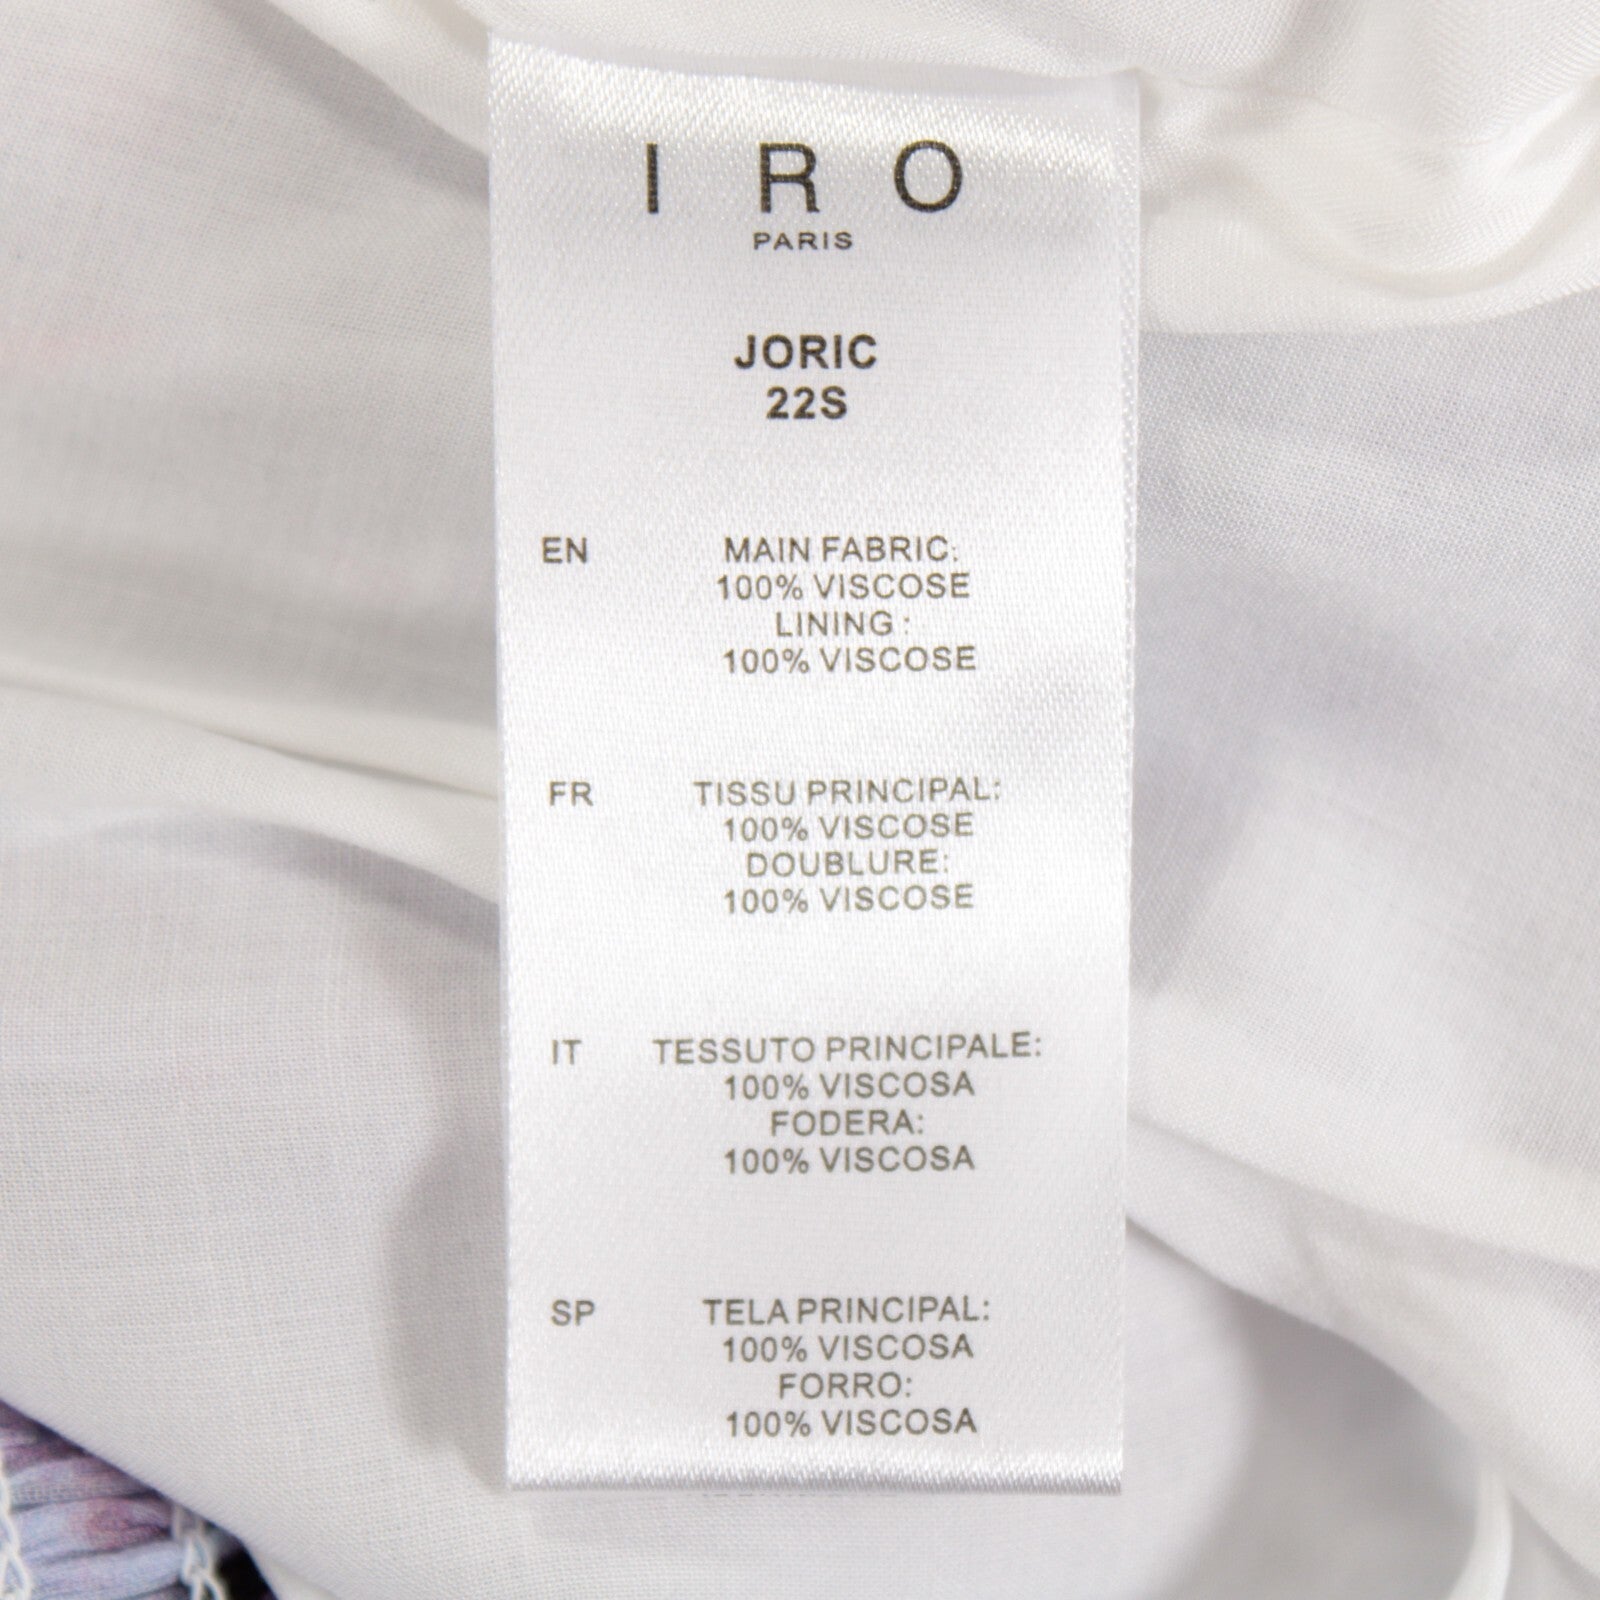 IRO
PARIS
JORIC
22S
EN MAIN FABRIC:
100% VISCOSE
LINING :
100% VISCOSE
FR TISSU PRINCIPAL:
100% VISCOSE
DOUBLURE:
100% VISCOSE
IT TESSUTO PRINCIPALE:
100% VISCOSA
FODERA:
100% VISCOSA
SP TELA PRINCIPAL:
100% VISCOSA
FORRO:
100% VISCOSA